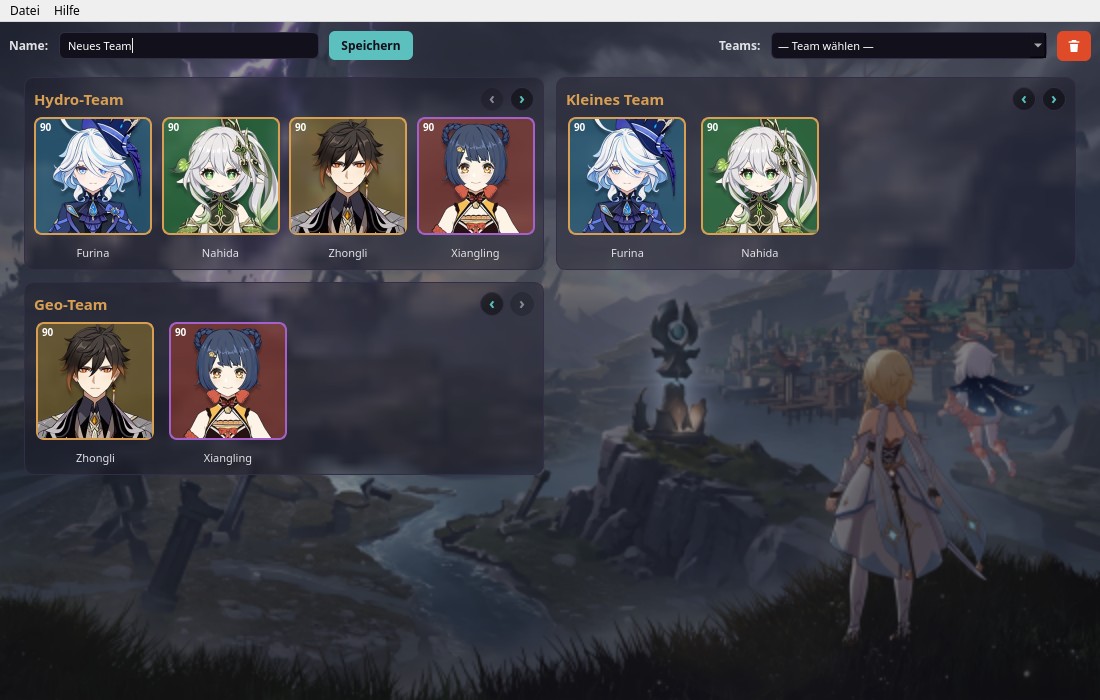 Datei Hilfe
Name: Neues Team Speichern Teams: — Team wählen —
Hydro-Team
90 90 90 90
Furina Nahida Zhongli Xiangling
Kleines Team
90 90
Furina Nahida
Geo-Team
90 90
Zhongli Xiangling